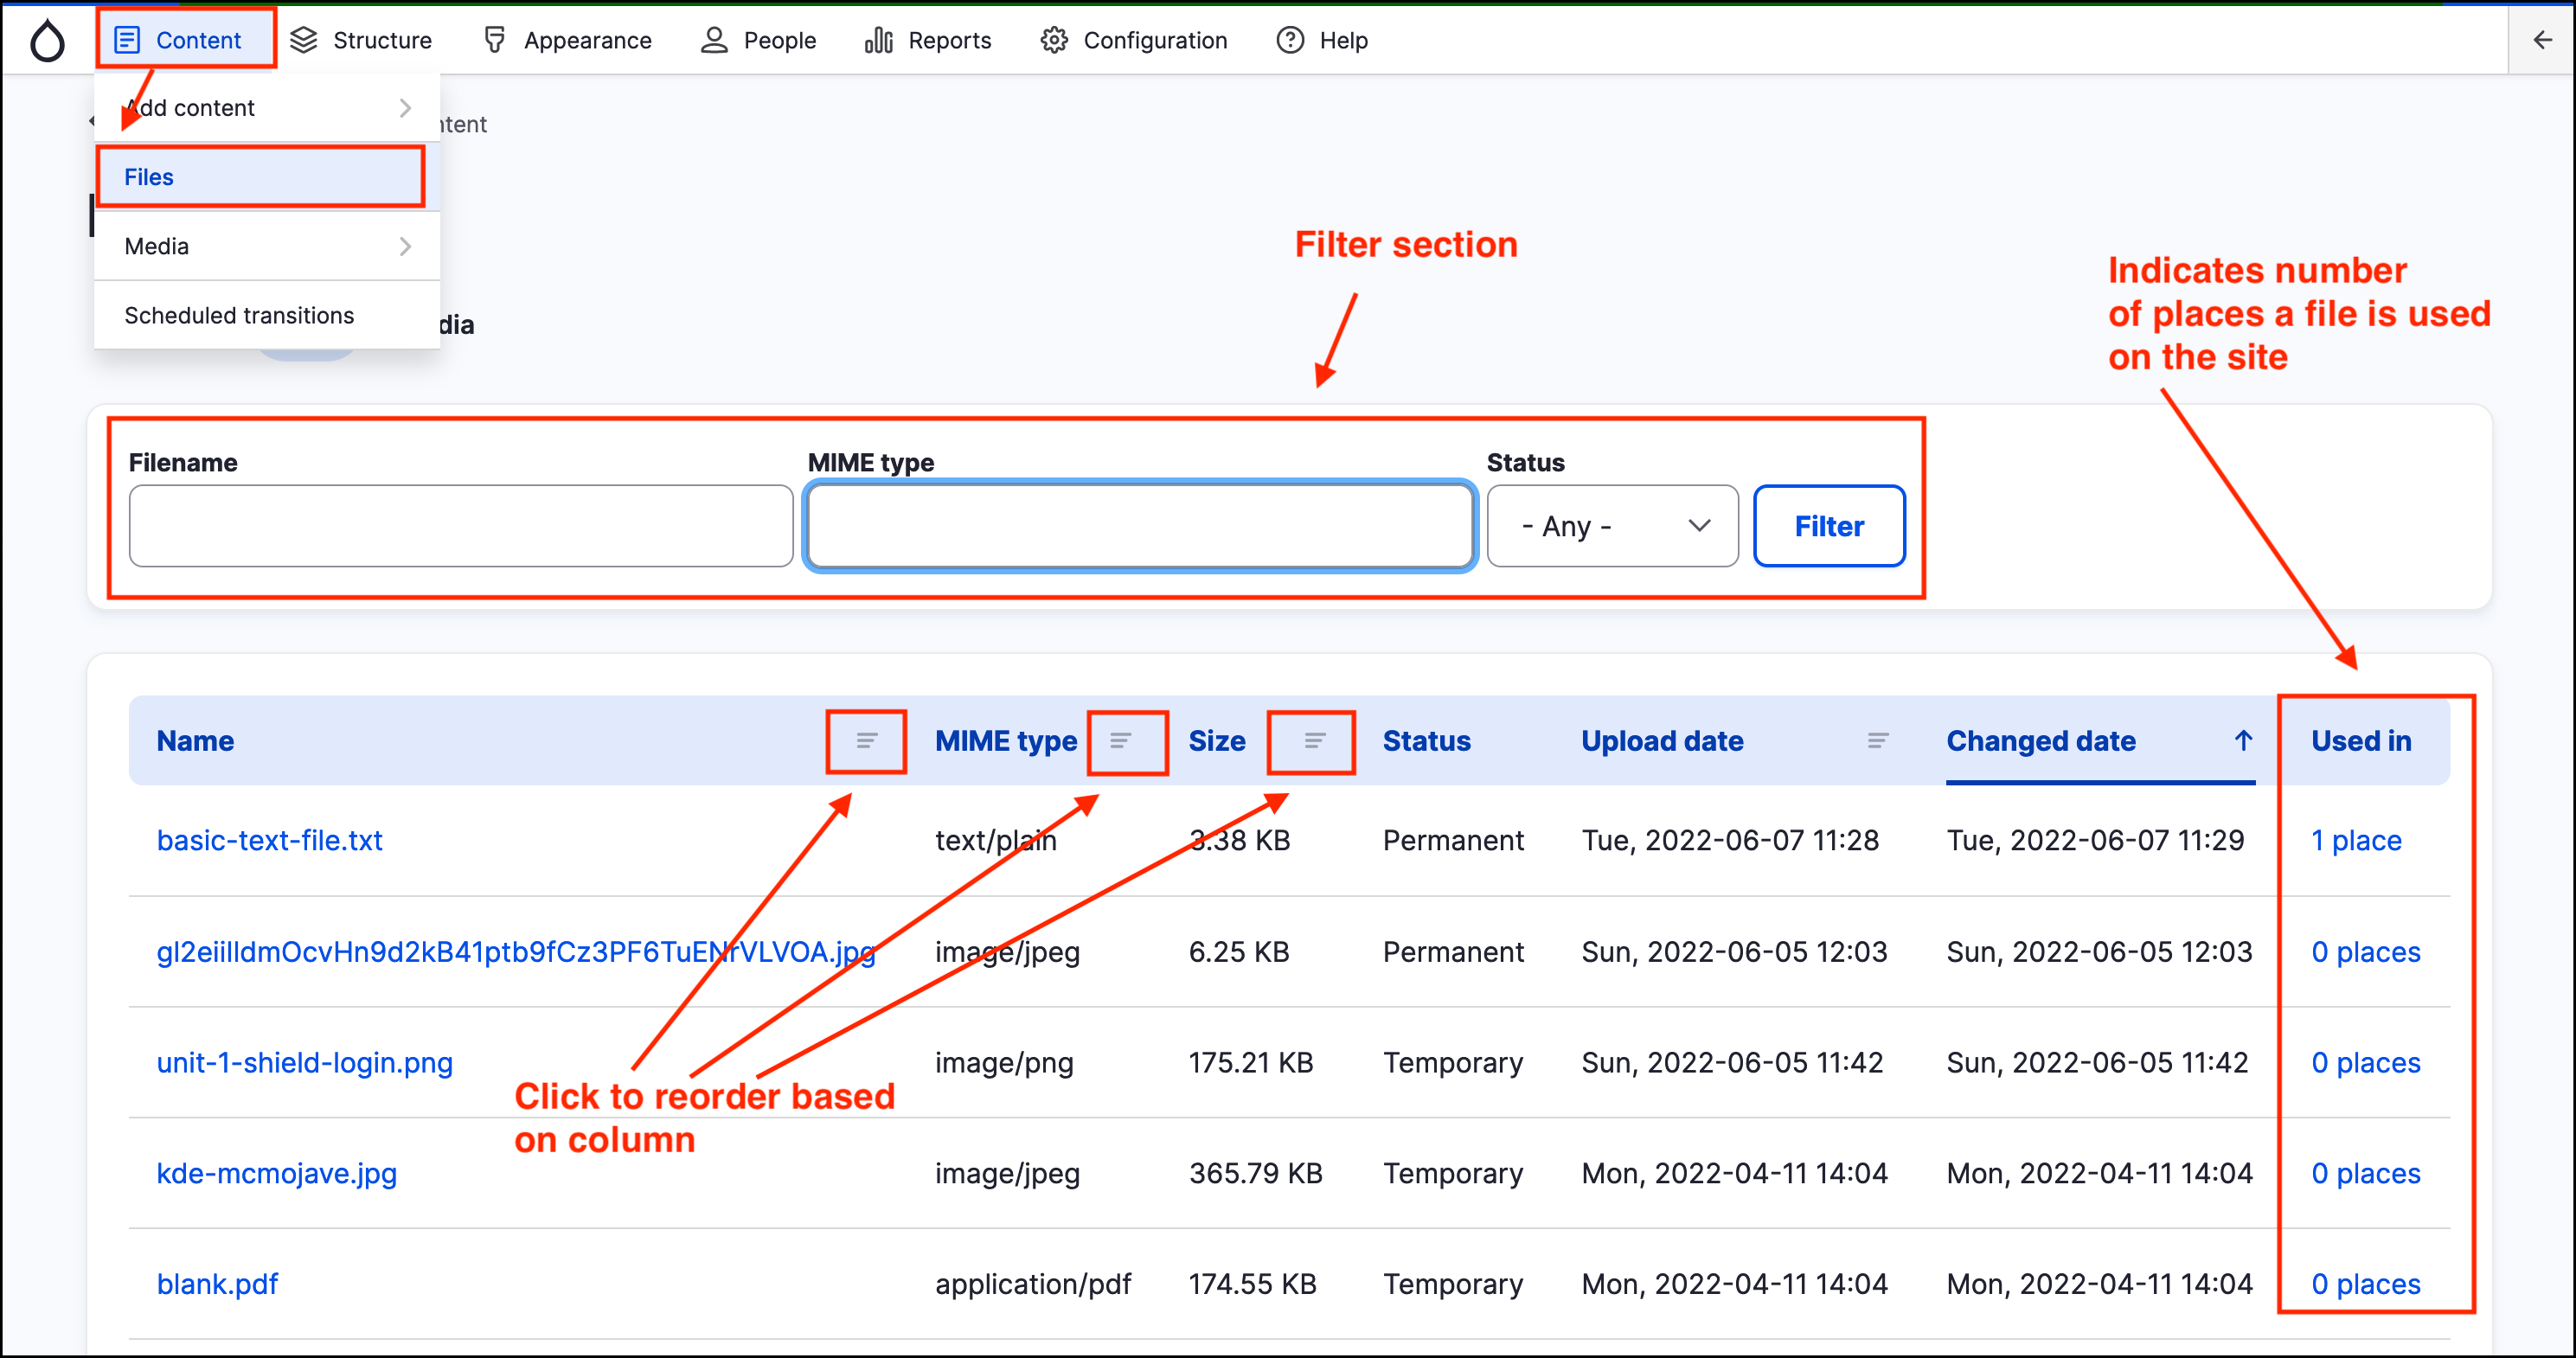 Content Structure Appearance People Reports Configuration Help
Add content
ntent
Files
Media
Scheduled transitions
dia
Filter section
Indicates number
of places a file is used
on the site
Filename MIME type Status
- Any - Filter
Name MIME type Size Status Upload date Changed date Used in
basic-text-file.txt text/plain 3.38 KB Permanent Tue, 2022-06-07 11:28 Tue, 2022-06-07 11:29 1 place
image/jpeg 6.25 KB Permanent Sun, 2022-06-05 12:03 Sun, 2022-06-05 12:03 0 places
unit-1-shield-login.png image/png 175.21 KB Temporary Sun, 2022-06-05 11:42 Sun, 2022-06-05 11:42 0 places
Click to reorder based
on column
kde-mcmojave.jpg image/jpeg 365.79 KB Temporary Mon, 2022-04-11 14:04 Mon, 2022-04-11 14:04 0 places
blank.pdf application/pdf 174.55 KB Temporary Mon, 2022-04-11 14:04 Mon, 2022-04-11 14:04 0 places